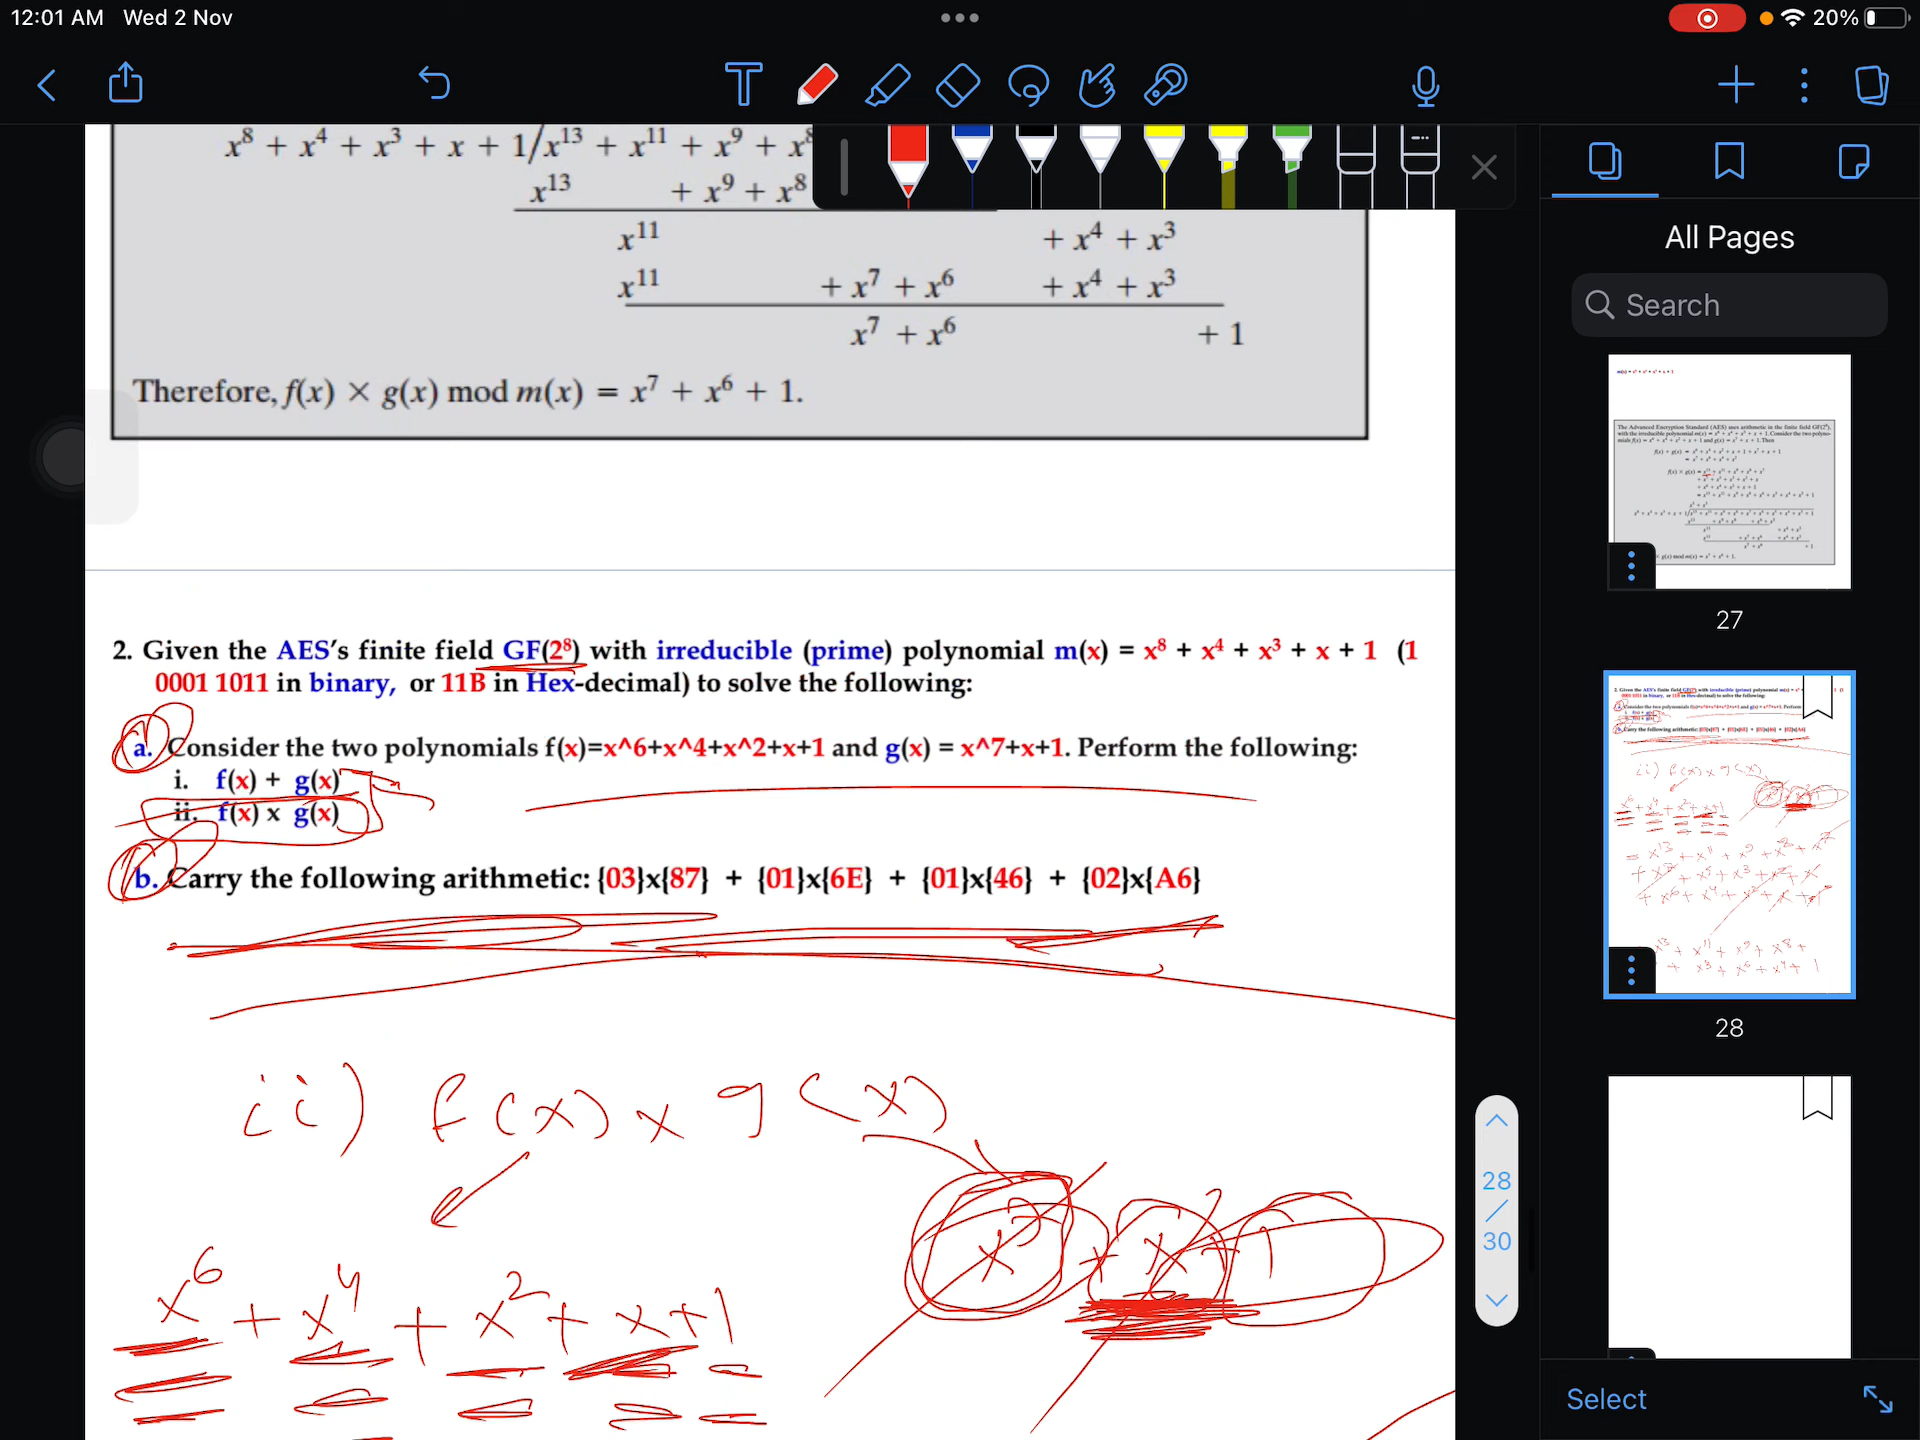 12:01 AM Wed 2 Nov
20%
x⁸ + x⁴ + x³ + x + 1/x¹³ + x¹¹ + x⁹ + x⁸
x¹³ + x⁹ + x⁸
x¹¹ + x⁴ + x³
x¹¹ + x⁷ + x⁶ + x⁴ + x³
x⁷ + x⁶ + 1
Therefore, f(x) × g(x) mod m(x) = x⁷ + x⁶ + 1.
2. Given the AES's finite field GF(2⁸) with irreducible (prime) polynomial m(x) = x⁸ + x⁴ + x³ + x + 1 (1
0001 1011 in binary, or 11B in Hex-decimal) to solve the following:
a. Consider the two polynomials f(x)=x^6+x^4+x^2+x+1 and g(x) = x^7+x+1. Perform the following:
i. f(x) + g(x)
ii. f(x) x g(x)
b. Carry the following arithmetic: {03}x{87} + {01}x{6E} + {01}x{46} + {02}x{A6}
ii) f(x) x g(x)
x⁷ + x + 1
x⁶ + x⁴ + x² + x + 1
All Pages
Search
27
28
28
/
30
Select